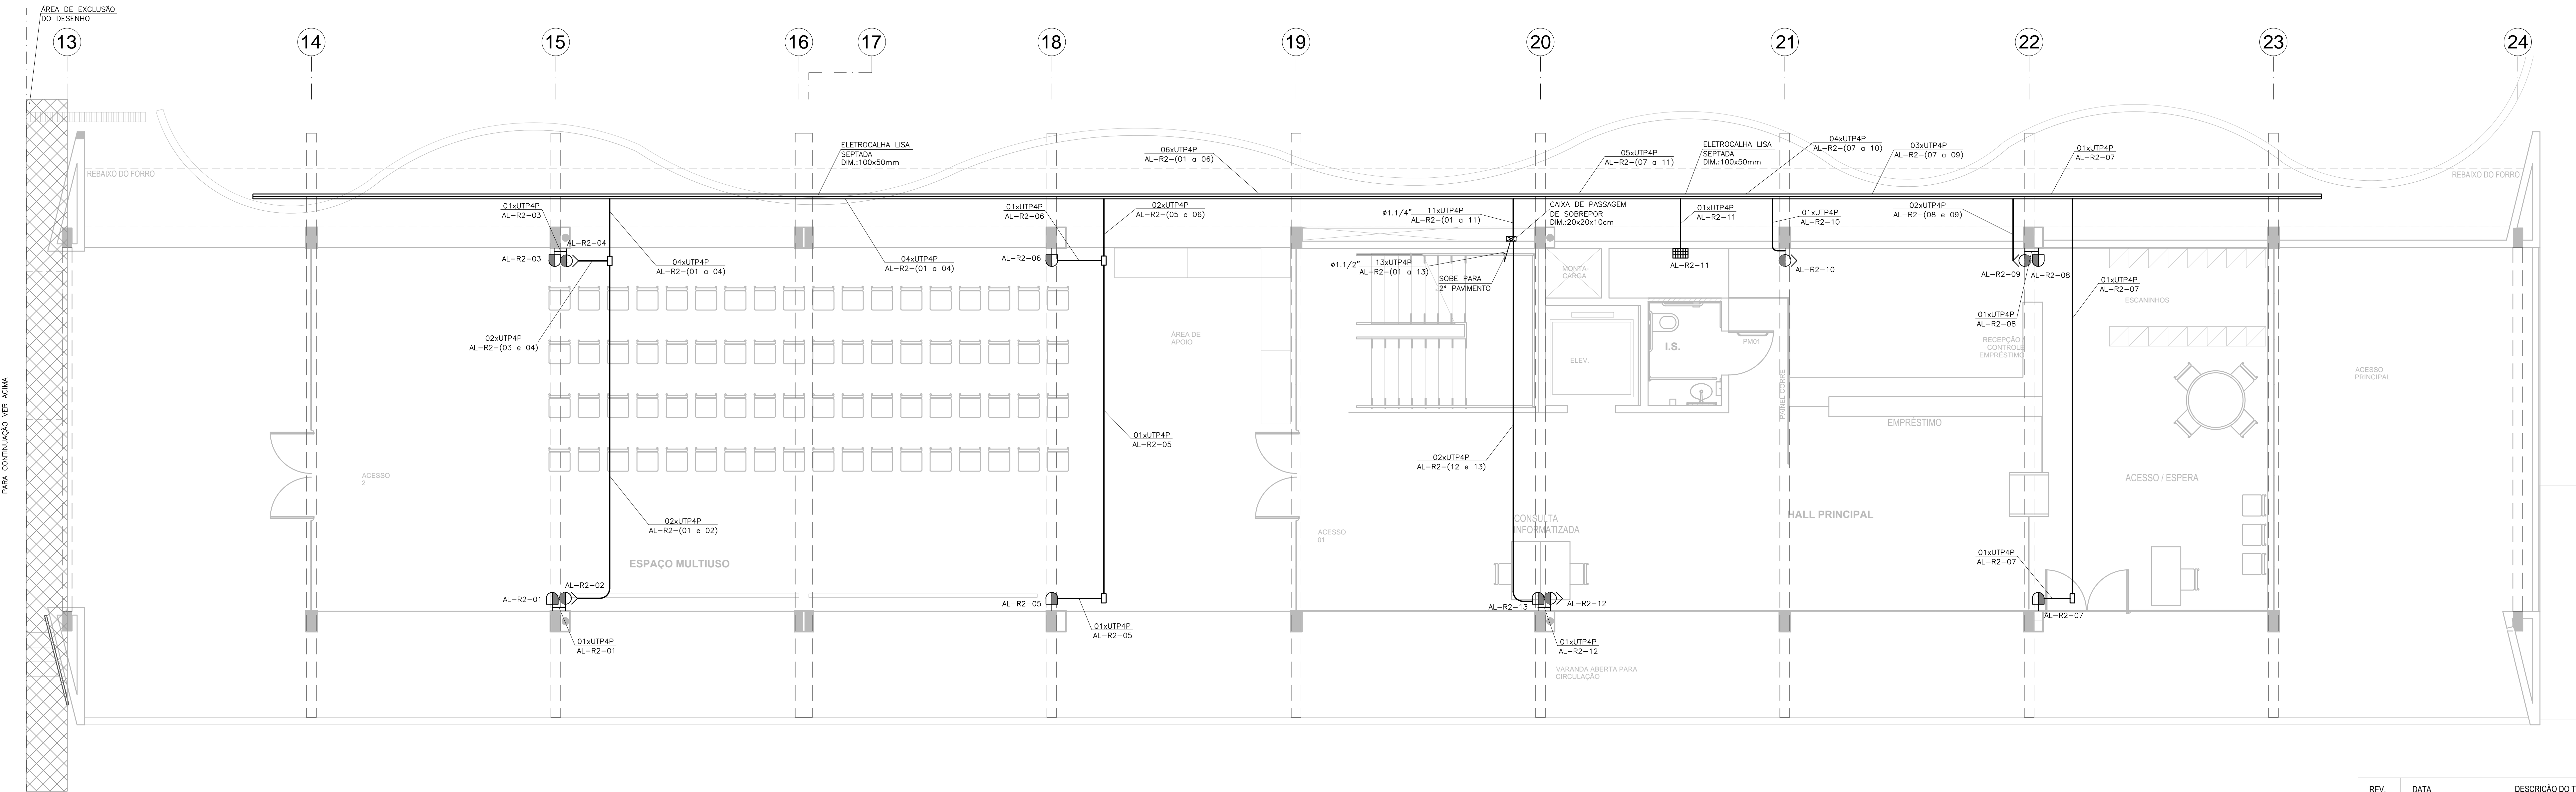 ÁREA DE EXCLUSÃO
DO DESENHO
13
14
15
16
17
18
19
20
21
22
23
24
ELETROCALHA LISA
SEPTADA
DIM.:100x50mm
06xUTP4P
AL-R2-(01 a 06)
05xUTP4P
AL-R2-(07 a 11)
ELETROCALHA LISA
SEPTADA
DIM.:100x50mm
04xUTP4P
AL-R2-(07 a 10)
03xUTP4P
AL-R2-(07 a 09)
01xUTP4P
AL-R2-07
REBAIXO DO FORRO
REBAIXO DO FORRO
01xUTP4P
AL-R2-03
AL-R2-04
AL-R2-03
04xUTP4P
AL-R2-(01 a 04)
04xUTP4P
AL-R2-(01 a 04)
01xUTP4P
AL-R2-06
AL-R2-06
02xUTP4P
AL-R2-(05 e 06)
ø1.1/4"
11xUTP4P
AL-R2-(01 a 11)
CAIXA DE PASSAGEM
DE SOBREPOR
DIM.:20x20x10cm
ø1.1/2"
13xUTP4P
AL-R2-(01 a 13)
SOBE PARA
2° PAVIMENTO
MONTA-
CARGA
01xUTP4P
AL-R2-11
AL-R2-11
01xUTP4P
AL-R2-10
AL-R2-10
02xUTP4P
AL-R2-(08 e 09)
AL-R2-09
AL-R2-08
01xUTP4P
AL-R2-07
01xUTP4P
AL-R2-08
ESCANINHOS
RECEPÇÃO
CONTROLE
EMPRÉSTIMO
02xUTP4P
AL-R2-(03 e 04)
ÁREA DE
APOIO
ELEV.
I.S.
PM01
PAINEL CORRE
ACESSO
PRINCIPAL
PARA CONTINUAÇÃO VER ACIMA
EMPRÉSTIMO
01xUTP4P
AL-R2-05
02xUTP4P
AL-R2-(12 e 13)
ACESSO
2
ACESSO / ESPERA
02xUTP4P
AL-R2-(01 e 02)
ACESSO
01
CONSULTA
INFORMATIZADA
HALL PRINCIPAL
ESPAÇO MULTIUSO
01xUTP4P
AL-R2-07
AL-R2-02
AL-R2-01
AL-R2-05
AL-R2-13
AL-R2-12
AL-R2-07
01xUTP4P
AL-R2-01
01xUTP4P
AL-R2-05
01xUTP4P
AL-R2-12
VARANDA ABERTA PARA
CIRCULAÇÃO
REV.
DATA
DESCRIÇÃO DO